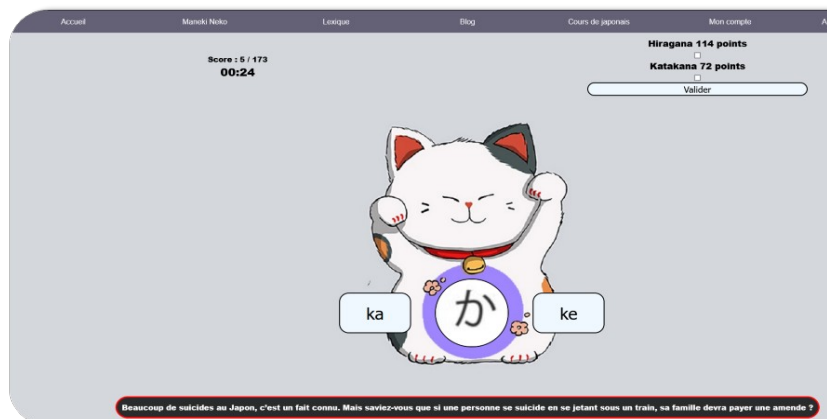 Accueil Maneki Neko Lexique Blog Cours de japonais Mon compte A
Score : 5 / 173
00:24
Hiragana 114 points
Katakana 72 points
Valider
ka か ke
Beaucoup de suicides au Japon, c'est un fait connu. Mais saviez-vous que si une personne se suicide en se jetant sous un train, sa famille devra payer une amende ?